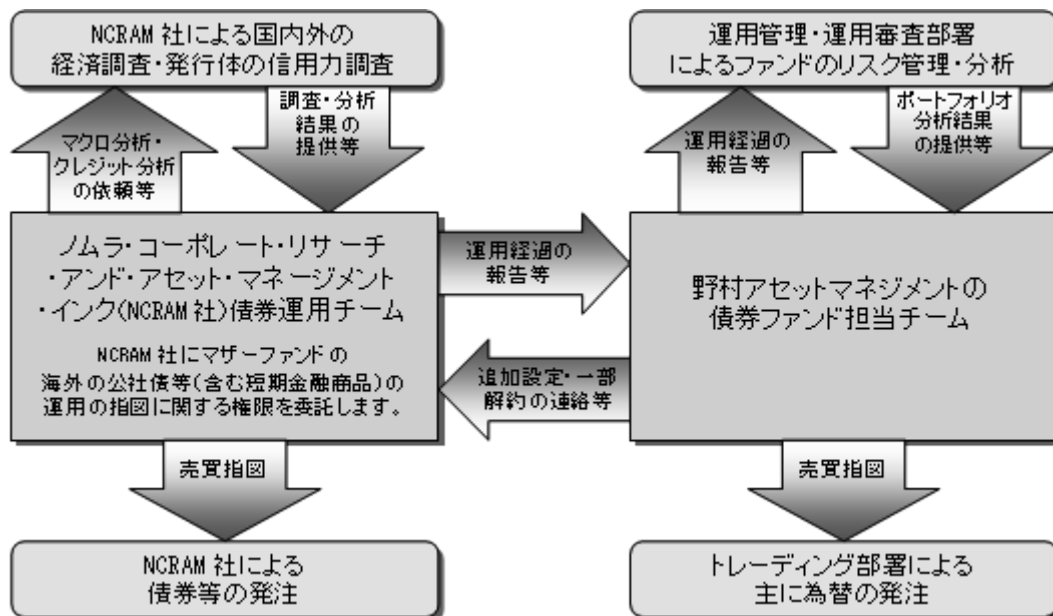 NCRAM 社による国内外の
経済調査・発行体の信用力調査
運用管理・運用審査部署
によるファンドのリスク管理・分析
マクロ分析・
クレジット分析
の依頼等
調査・分析
結果の
提供等
運用経過の
報告等
ポートフォリオ
分析結果
の提供等
ノムラ・コーポレート・リサーチ
・アンド・アセット・マネージメント
・インク(NCRAM 社)債券運用チーム
NCRAM 社にマザーファンドの
海外の公社債等(含む短期金融商品)の
運用の指図に関する権限を委託します。
運用経過の
報告等
追加設定・一部
解約の連絡等
野村アセットマネジメントの
債券ファンド担当チーム
売買指図
売買指図
NCRAM 社による
債券等の発注
トレーディング部署による
主に為替の発注